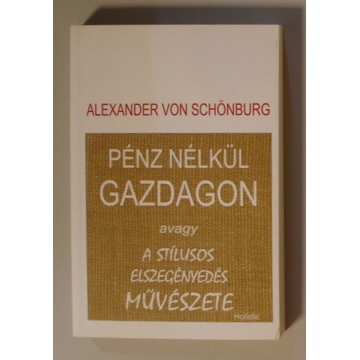 ALEXANDER VON SCHÖNBURG
PÉNZ NÉLKÜL
GAZDAGON
avagy
A STÍLUSOS
ELSZEGÉNYEDÉS
MŰVÉSZETE
Holistic